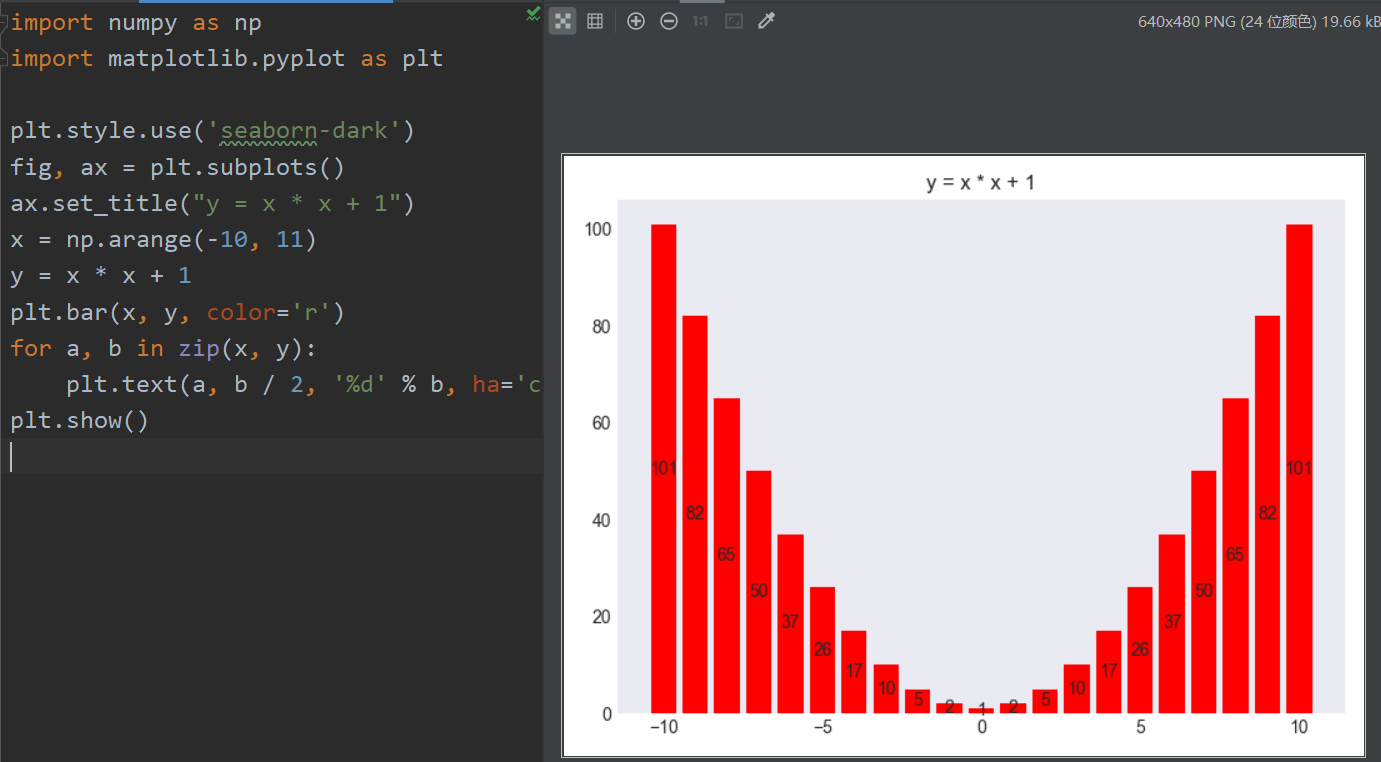 import numpy as np
import matplotlib.pyplot as plt
plt.style.use('seaborn-dark')
fig, ax = plt.subplots()
ax.set_title("y = x * x + 1")
x = np.arange(-10, 11)
y = x * x + 1
plt.bar(x, y, color='r')
for a, b in zip(x, y):
    plt.text(a, b / 2, '%d' % b, ha='c
plt.show()
1:1
640x480 PNG (24 位颜色) 19.66 kB
y = x * x + 1
100
80
60
40
20
0
101 82 65 50 37 26 17 10 5 2 1 2 5 10 17 26 37 50 65 82 101
−10 −5 0 5 10